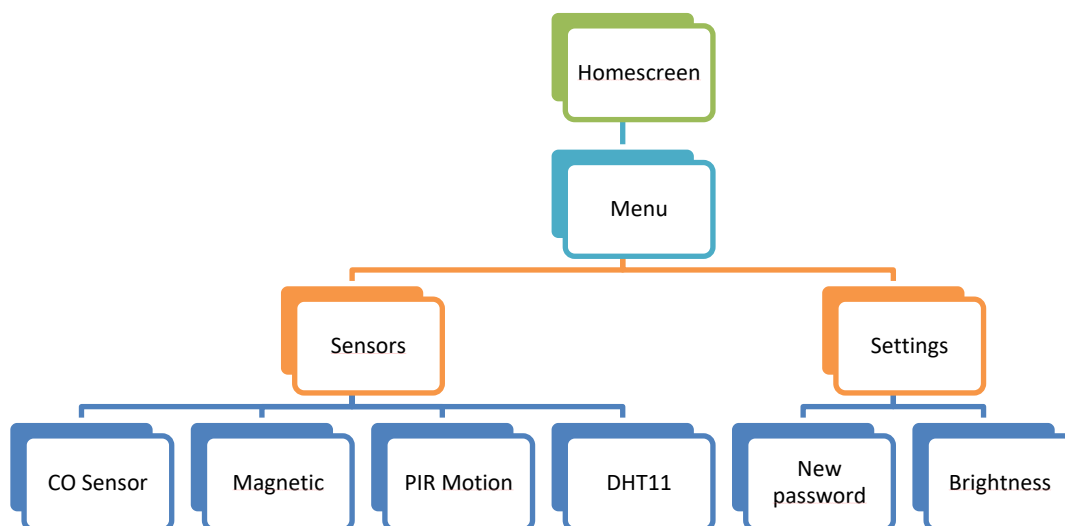 Homescreen
Menu
Sensors
Settings
CO Sensor
Magnetic
PIR Motion
DHT11
New
password
Brightness